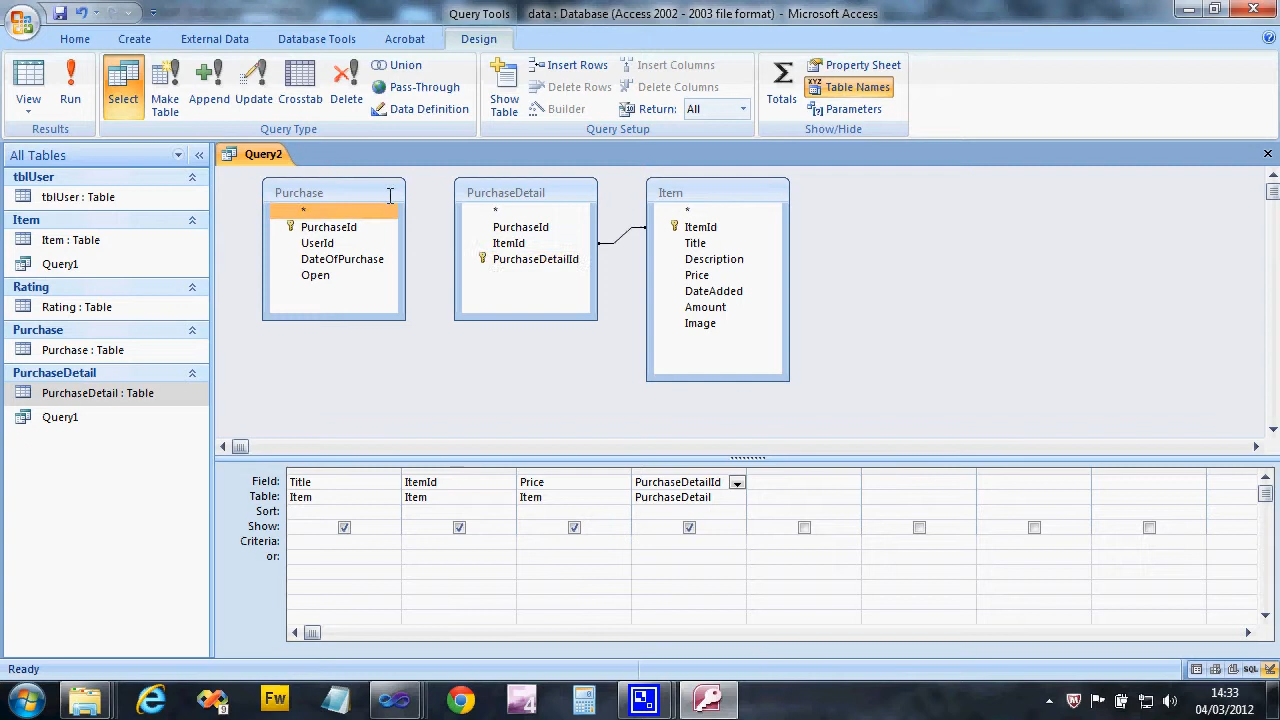 Query Tools data : Database (Access 2002 - 2003 file format) - Microsoft Access
Home Create External Data Database Tools Acrobat Design
View Run
Results
Select Make Table Append Update Crosstab Delete
Union
Pass-Through
Data Definition
Query Type
Show Table
Insert Rows
Delete Rows
Builder
Insert Columns
Delete Columns
Return: All
Query Setup
Totals
Property Sheet
XYZ Table Names
Parameters
Show/Hide
All Tables
tblUser
tblUser : Table
Item
Item : Table
Query1
Rating
Rating : Table
Purchase
Purchase : Table
PurchaseDetail
PurchaseDetail : Table
Query1
Query2
Purchase
*
PurchaseId
UserId
DateOfPurchase
Open
PurchaseDetail
*
PurchaseId
ItemId
PurchaseDetailId
Item
*
ItemId
Title
Description
Price
DateAdded
Amount
Image
Field: Title ItemId Price PurchaseDetailId
Table: Item Item Item PurchaseDetail
Sort:
Show:
Criteria:
or:
Ready
SQL
Fw
4
14:33
04/03/2012